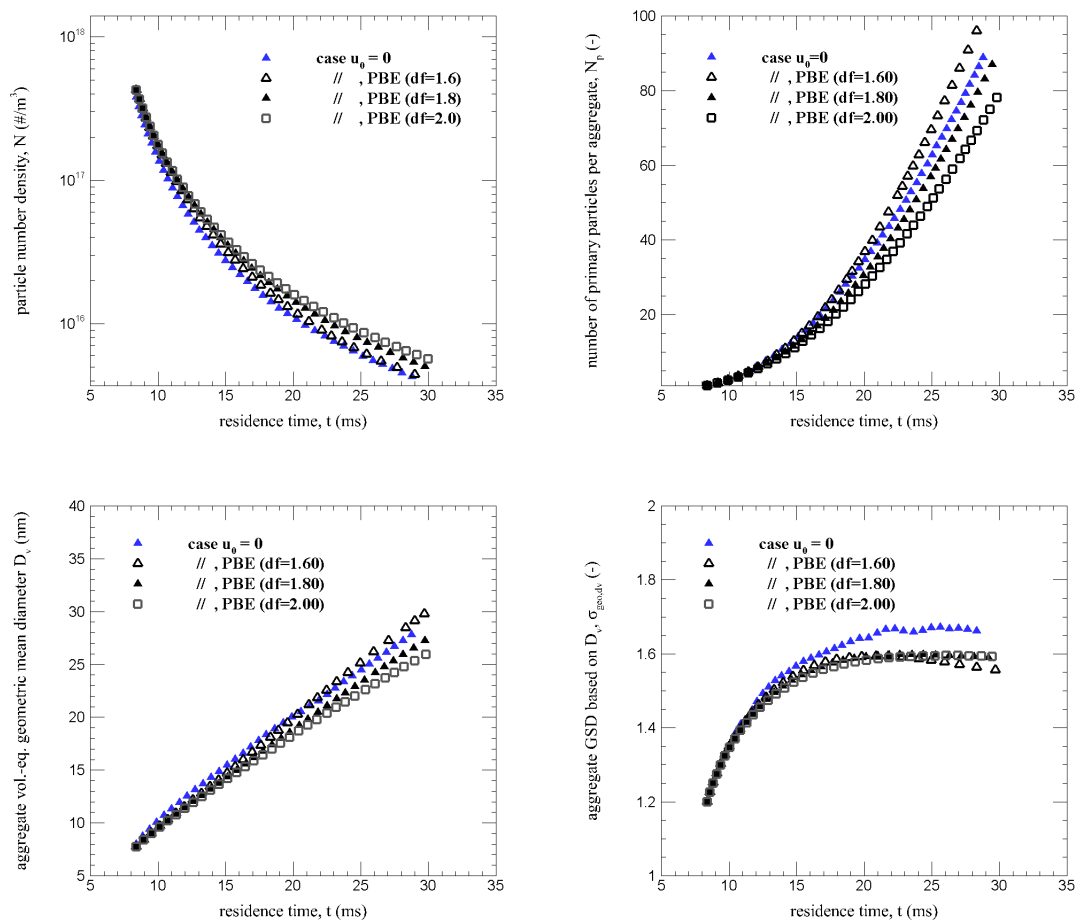 particle number density, N (#/m³)
10¹⁸
10¹⁷
10¹⁶
case u₀ = 0
// , PBE (df=1.6)
// , PBE (df=1.8)
// , PBE (df=2.0)
5 10 15 20 25 30 35
residence time, t (ms)
number of primary particles per aggregate, Nₚ (-)
100
80
60
40
20
case u₀ = 0
// , PBE (df=1.60)
// , PBE (df=1.80)
// , PBE (df=2.00)
5 10 15 20 25 30 35
residence time, t (ms)
aggregate vol.-eq. geometric mean diameter Dᵥ (nm)
40
35
30
25
20
15
10
5
case u₀ = 0
// , PBE (df=1.60)
// , PBE (df=1.80)
// , PBE (df=2.00)
5 10 15 20 25 30 35
residence time, t (ms)
aggregate GSD based on Dᵥ, σgeo,dv (-)
2
1.8
1.6
1.4
1.2
1
case u₀ = 0
// , PBE (df=1.60)
// , PBE (df=1.80)
// , PBE (df=2.00)
5 10 15 20 25 30 35
residence time, t (ms)